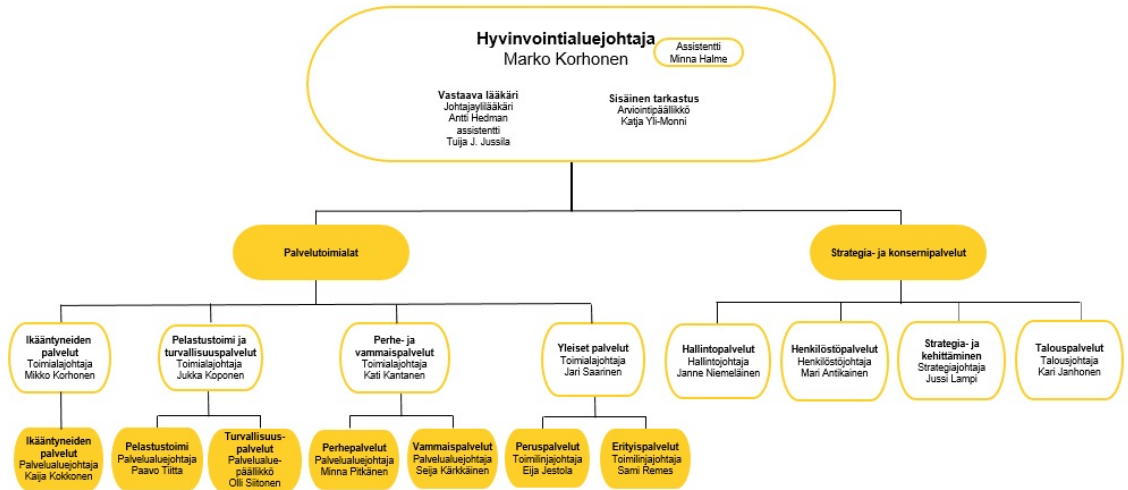 Hyvinvointialuejohtaja
Marko Korhonen
Assistentti
Minna Halme
Vastaava lääkäri
Johtajaylilääkäri
Antti Hedman
assistentti
Tuija J. Jussila
Sisäinen tarkastus
Arviointipäällikkö
Katja Yli-Monni
Palvelutoimialat
Strategia- ja konsernipalvelut
Ikääntyneiden
palvelut
Toimialajohtaja
Mikko Korhonen
Pelastustoimi ja
turvallisuuspalvelut
Toimialajohtaja
Jukka Koponen
Perhe- ja
vammaispalvelut
Toimialajohtaja
Kati Kantanen
Yleiset palvelut
Toimialajohtaja
Jari Saarinen
Hallintopalvelut
Hallintojohtaja
Janne Niemeläinen
Henkilöstöpalvelut
Henkilöstöjohtaja
Mari Antikainen
Strategia- ja
kehittäminen
Strategiajohtaja
Jussi Lampi
Talouspalvelut
Talousjohtaja
Kari Janhonen
Ikääntyneiden
palvelut
Palvelualuejohtaja
Kaija Kokkonen
Pelastustoimi
Palvelualuejohtaja
Paavo Tiitta
Turvallisuus-
palvelut
Palvelualue-
päällikkö
Olli Siitonen
Perhepalvelut
Palvelualuejohtaja
Minna Pitkänen
Vammaispalvelut
Palvelualuejohtaja
Seija Kärkkäinen
Peruspalvelut
Toimilinjajohtaja
Eija Jestola
Erityispalvelut
Toimilinjajohtaja
Sami Remes